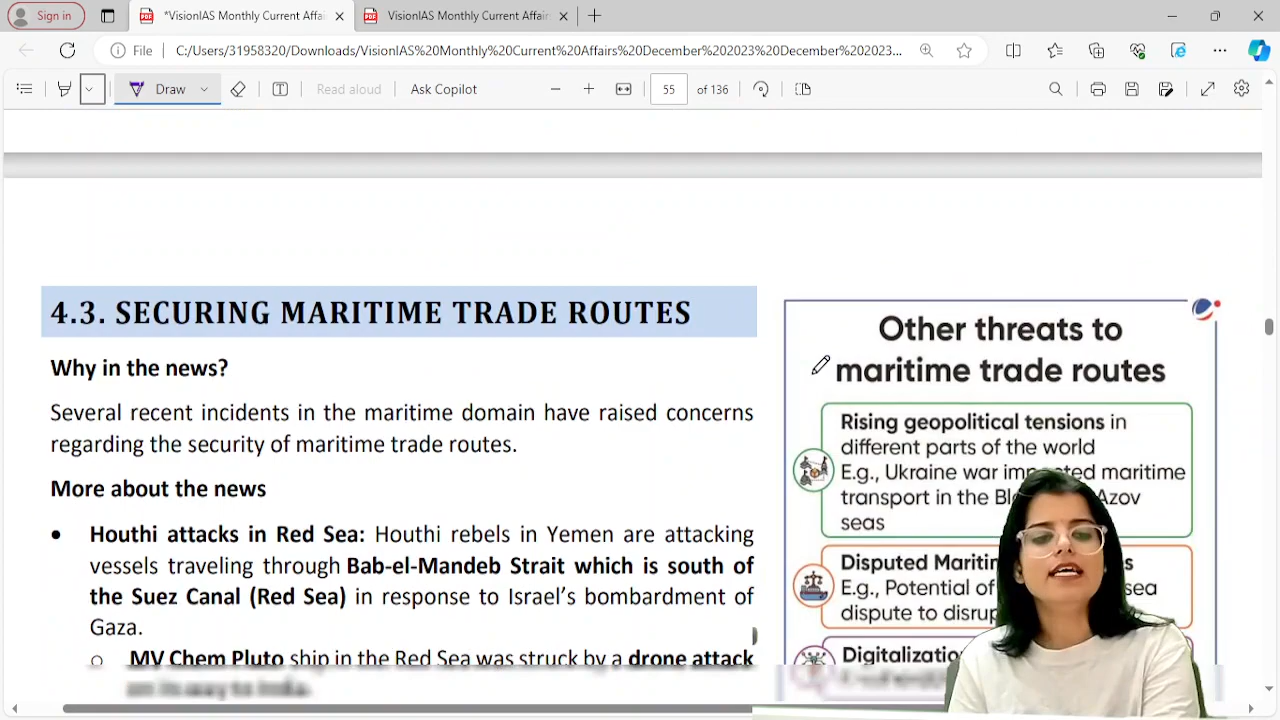 Sign in
*VisionIAS Monthly Current Affai
VisionIAS Monthly Current Affair
File
C:/Users/31958320/Downloads/VisionIAS%20Monthly%20Current%20Affairs%20December%202023%20December%202023...
Draw
Read aloud
Ask Copilot
55
of 136
4.3. SECURING MARITIME TRADE ROUTES
Why in the news?
Several recent incidents in the maritime domain have raised concerns
regarding the security of maritime trade routes.
More about the news
• Houthi attacks in Red Sea: Houthi rebels in Yemen are attacking
vessels traveling through Bab-el-Mandeb Strait which is south of
the Suez Canal (Red Sea) in response to Israel’s bombardment of
Gaza.
o MV Chem Pluto ship in the Red Sea was struck by a drone attack
on its way to India.
Other threats to
maritime trade routes
Rising geopolitical tensions in
different parts of the world
E.g., Ukraine war maritime
transport in the Azov
seas
Disputed
E.g., Potential of sea
dispute to